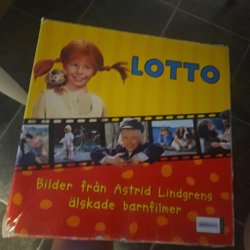 LOTTO
Bilder från Astrid Lindgrens
älskade barnfilmer